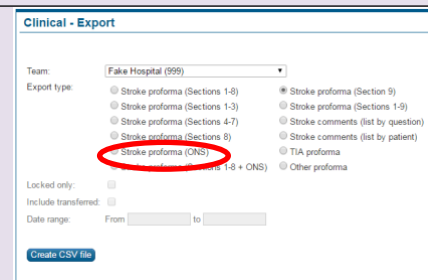 Clinical - Export
Team: Fake Hospital (999)
Export type: Stroke proforma (Sections 1-8) Stroke proforma (Section 9)
Stroke proforma (Sections 1-3) Stroke proforma (Sections 1-9)
Stroke proforma (Sections 4-7) Stroke comments (list by question)
Stroke proforma (Sections 8) Stroke comments (list by patient)
Stroke proforma (ONS) TIA proforma
Stroke proforma (Sections 1-8 + ONS) Other proforma
Locked only:
Include transferred:
Date range: From to
Create CSV file